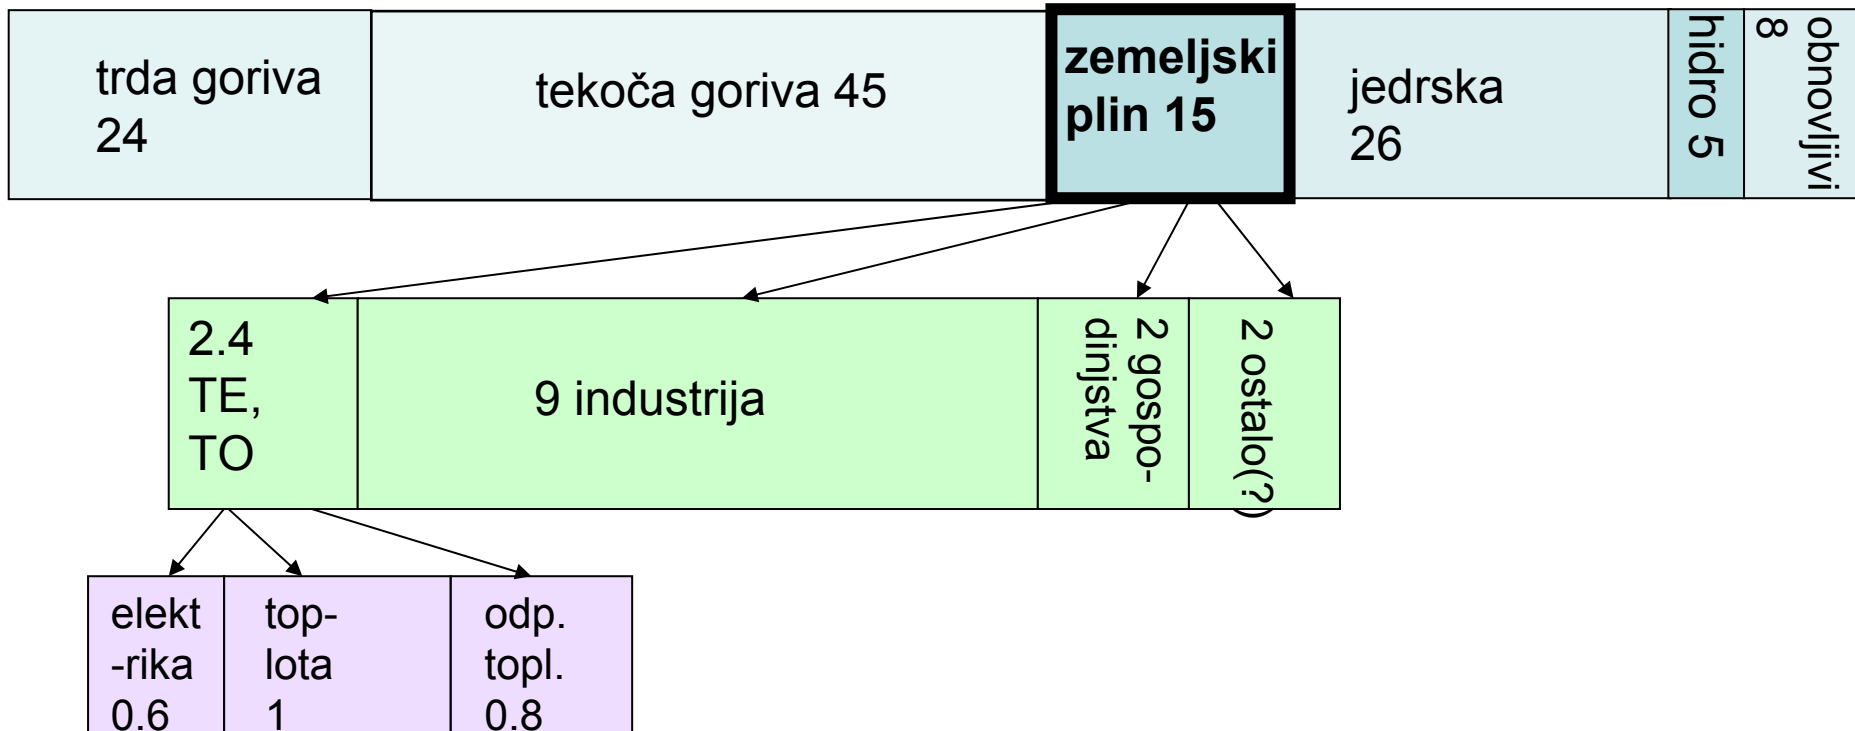 trda goriva
24
tekoča goriva 45
zemeljski
plin 15
jedrska
26
hidro 5
obnovljivi
8
2.4
TE,
TO
9 industrija
2 gospo-
dinjstva
2 ostalo(?)
elekt
-rika
0.6
top-
lota
1
odp.
topl.
0.8